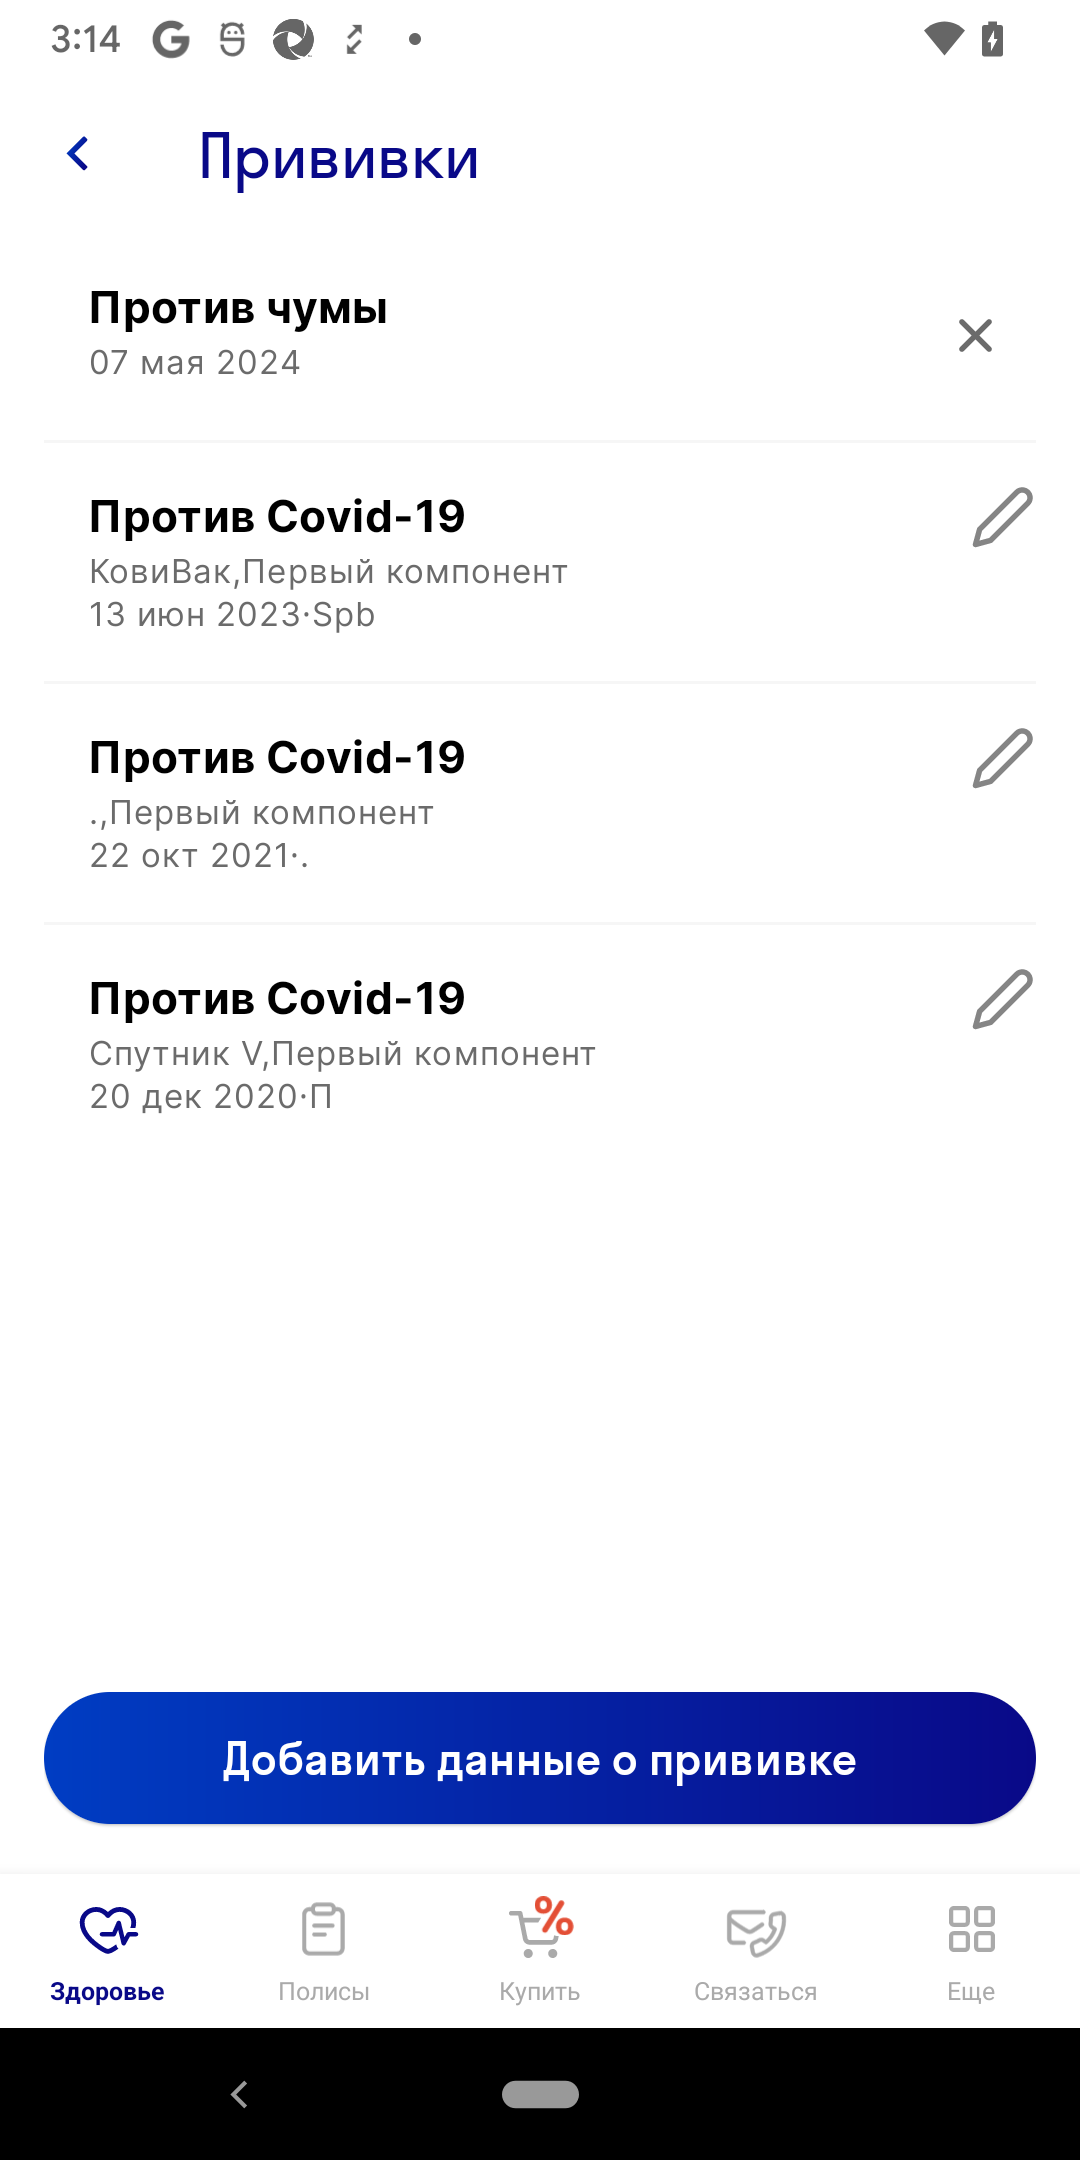 3:14
Прививки
Против чумы
07 мая 2024
Против Covid-19
КовиВак,Первый компонент
13 июн 2023·Spb
Против Covid-19
.,Первый компонент
22 окт 2021·.
Против Covid-19
Спутник V,Первый компонент
20 дек 2020·П
Добавить данные о прививке
Здоровье
Полисы
Купить
Связаться
Еще